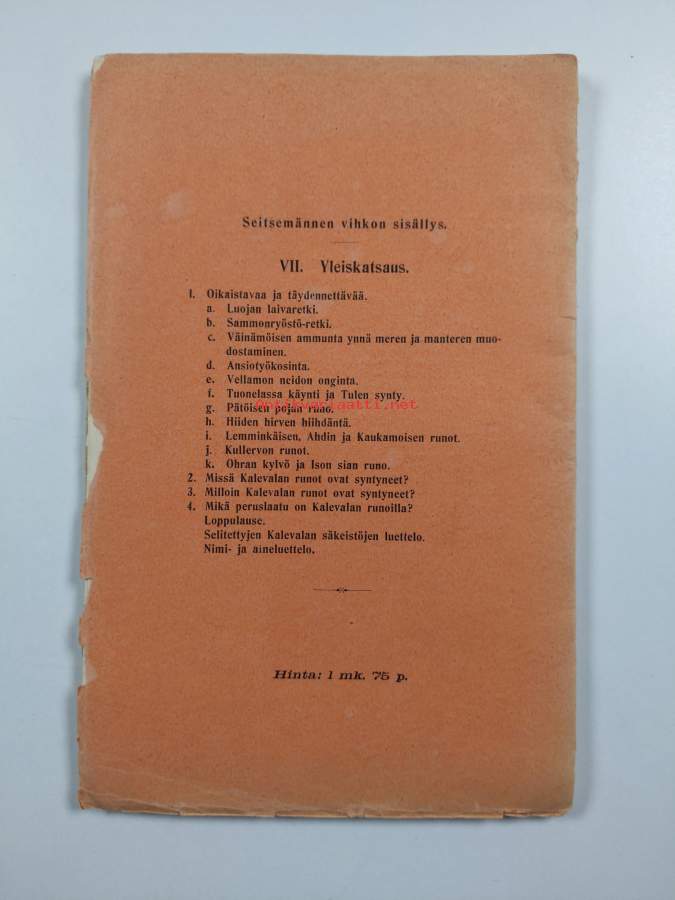 Seitsemännen vihkon sisällys.
VII. Yleiskatsaus.
1. Oikaistavaa ja täydennettävää.
a. Luojan laivaretki.
b. Sammonryöstö-retki.
c. Väinämöisen ammunta ynnä meren ja manteren muo-
dostaminen.
d. Ansiotyökosinta.
e. Vellamon neidon onginta.
f. Tuonelassa käynti ja Tulen synty.
antikvariaatti.net
g. Pätöisen pojan runo.
h. Hiiden hirven hiihdäntä.
i. Lemminkäisen, Ahdin ja Kaukamoisen runot.
j. Kullervon runot.
k. Ohran kylvö ja Ison sian runo.
2. Missä Kalevalan runot ovat syntyneet?
3. Milloin Kalevalan runot ovat syntyneet?
4. Mikä peruslaatu on Kalevalan runoilla?
Loppulause.
Selitettyjen Kalevalan säkeistöjen luettelo.
Nimi- ja aineluettelo.
Hinta: 1 mk. 75 p.